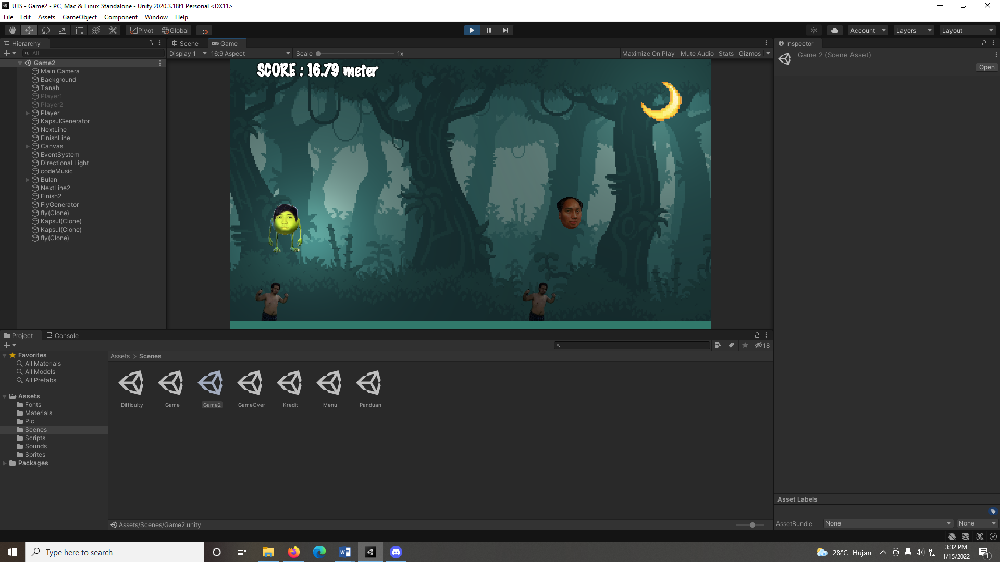 UTS - Game2 - PC, Mac & Linux Standalone - Unity 2020.3.18f1 Personal <DX11>
File Edit Assets GameObject Component Window Help
Pivot Global Account Layers Layout
Hierarchy
All
Game2
Main Camera
Background
Tanah
Player1
Player2
Player
KapsulGenerator
NextLine
FinishLine
Canvas
EventSystem
Directional Light
codeMusic
Bulan
NextLine2
Finish2
FlyGenerator
fly(Clone)
Kapsul(Clone)
Kapsul(Clone)
fly(Clone)
Scene Game
Display 1 16:9 Aspect Scale 1x Maximize On Play Mute Audio Stats Gizmos
SCORE : 16.79 meter
Inspector
Game 2 (Scene Asset)
Open
Project Console
18
Favorites
All Materials
All Models
All Prefabs
Assets
Fonts
Materials
Pic
Scenes
Scripts
Sounds
Sprites
Packages
Assets > Scenes
Difficulty Game Game2 GameOver Kredit Menu Panduan
Assets/Scenes/Game2.unity
Asset Labels
AssetBundle None None
Type here to search
28°C Hujan
3:32 PM
1/15/2022
1